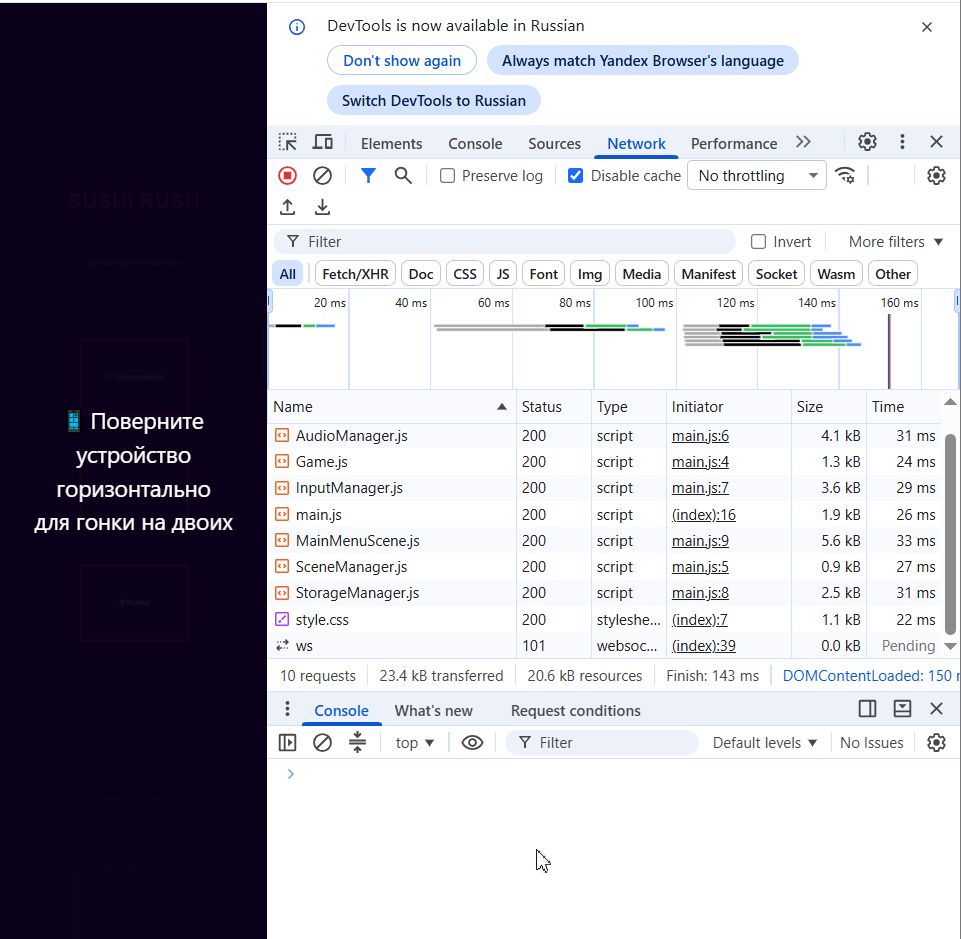 SUSHI RUSH
Поверните
устройство
горизонтально
для гонки на двоих
DevTools is now available in Russian
Don't show again
Always match Yandex Browser's language
Switch DevTools to Russian
Elements Console Sources Network Performance
Preserve log Disable cache No throttling
Filter Invert More filters
All Fetch/XHR Doc CSS JS Font Img Media Manifest Socket Wasm Other
20 ms 40 ms 60 ms 80 ms 100 ms 120 ms 140 ms 160 ms
Name Status Type Initiator Size Time
AudioManager.js 200 script main.js:6 4.1 kB 31 ms
Game.js 200 script main.js:4 1.3 kB 24 ms
InputManager.js 200 script main.js:7 3.6 kB 29 ms
main.js 200 script (index):16 1.9 kB 26 ms
MainMenuScene.js 200 script main.js:9 5.6 kB 33 ms
SceneManager.js 200 script main.js:5 0.9 kB 27 ms
StorageManager.js 200 script main.js:8 2.5 kB 31 ms
style.css 200 styleshe... (index):7 1.1 kB 22 ms
ws 101 websoc... (index):39 0.0 kB Pending
10 requests 23.4 kB transferred 20.6 kB resources Finish: 143 ms DOMContentLoaded: 150 m
Console What's new Request conditions
top Filter Default levels No Issues